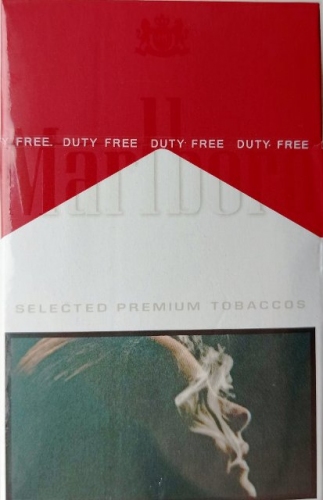 FREE. DUTY FREE DUTY FREE DUTY FREE
Marlboro
SELECTED PREMIUM TOBACCOS